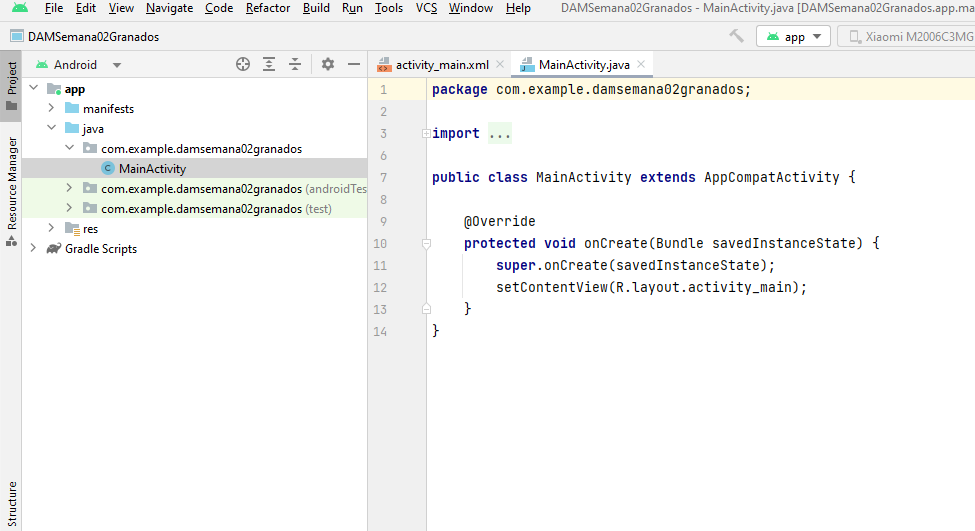 File Edit View Navigate Code Refactor Build Run Tools VCS Window Help DAMSemana02Granados - MainActivity.java [DAMSemana02Granados.app.ma
DAMSemana02Granados
app
Xiaomi M2006C3MG
Project
Resource Manager
Structure
Android
app
manifests
java
com.example.damsemana02granados
C MainActivity
com.example.damsemana02granados (androidTes
com.example.damsemana02granados (test)
res
Gradle Scripts
activity_main.xml
MainActivity.java
1 package com.example.damsemana02granados;
2
3 import ...
6
7 public class MainActivity extends AppCompatActivity {
8
9 @Override
10 protected void onCreate(Bundle savedInstanceState) {
11 super.onCreate(savedInstanceState);
12 setContentView(R.layout.activity_main);
13 }
14 }